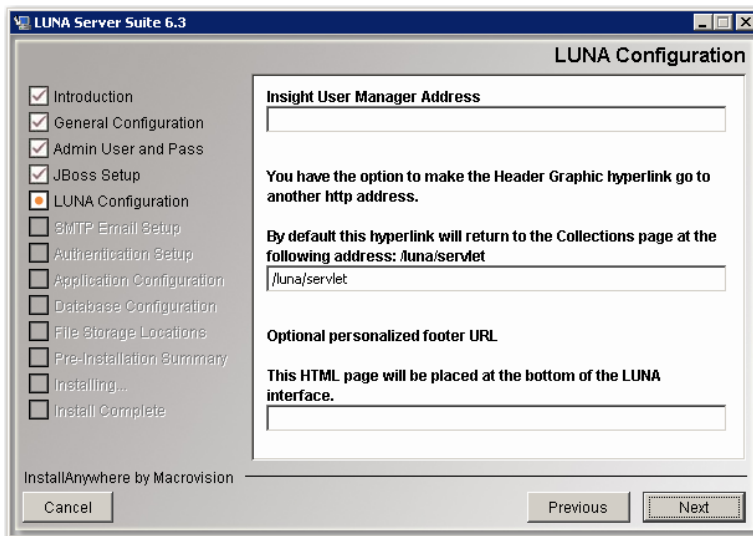 LUNA Server Suite 6.3
LUNA Configuration
Introduction
General Configuration
Admin User and Pass
JBoss Setup
LUNA Configuration
SMTP Email Setup
Authentication Setup
Application Configuration
Database Configuration
File Storage Locations
Pre-Installation Summary
Installing...
Install Complete
Insight User Manager Address
You have the option to make the Header Graphic hyperlink go to
another http address.
By default this hyperlink will return to the Collections page at the
following address: /luna/servlet
/luna/servlet
Optional personalized footer URL
This HTML page will be placed at the bottom of the LUNA
interface.
InstallAnywhere by Macrovision
Cancel
Previous
Next